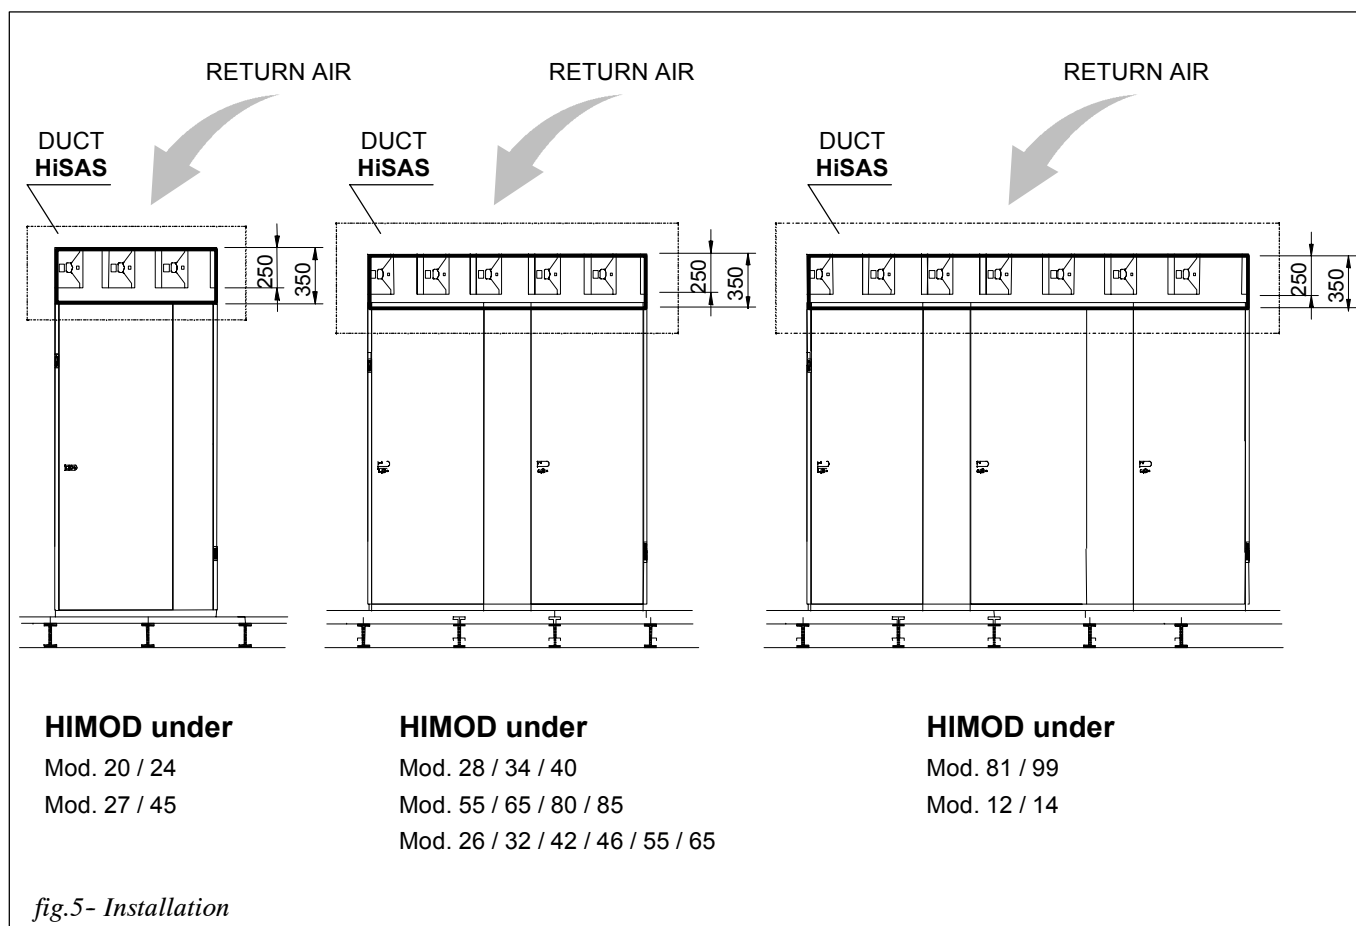 RETURN AIR
RETURN AIR
RETURN AIR
DUCT
HiSAS
DUCT
HiSAS
DUCT
HiSAS
250
350
250
350
250
350
HIMOD under
Mod. 20 / 24
Mod. 27 / 45
HIMOD under
Mod. 28 / 34 / 40
Mod. 55 / 65 / 80 / 85
Mod. 26 / 32 / 42 / 46 / 55 / 65
HIMOD under
Mod. 81 / 99
Mod. 12 / 14
fig.5- Installation